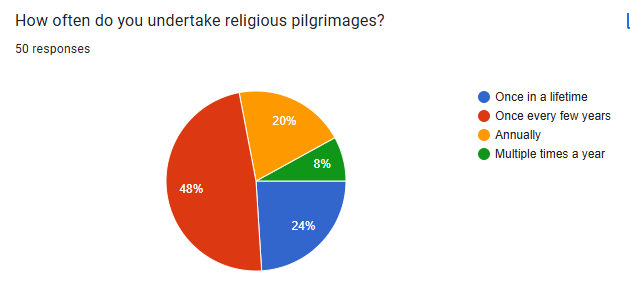 How often do you undertake religious pilgrimages?
50 responses
Once in a lifetime
Once every few years
Annually
Multiple times a year
20%
8%
48%
24%